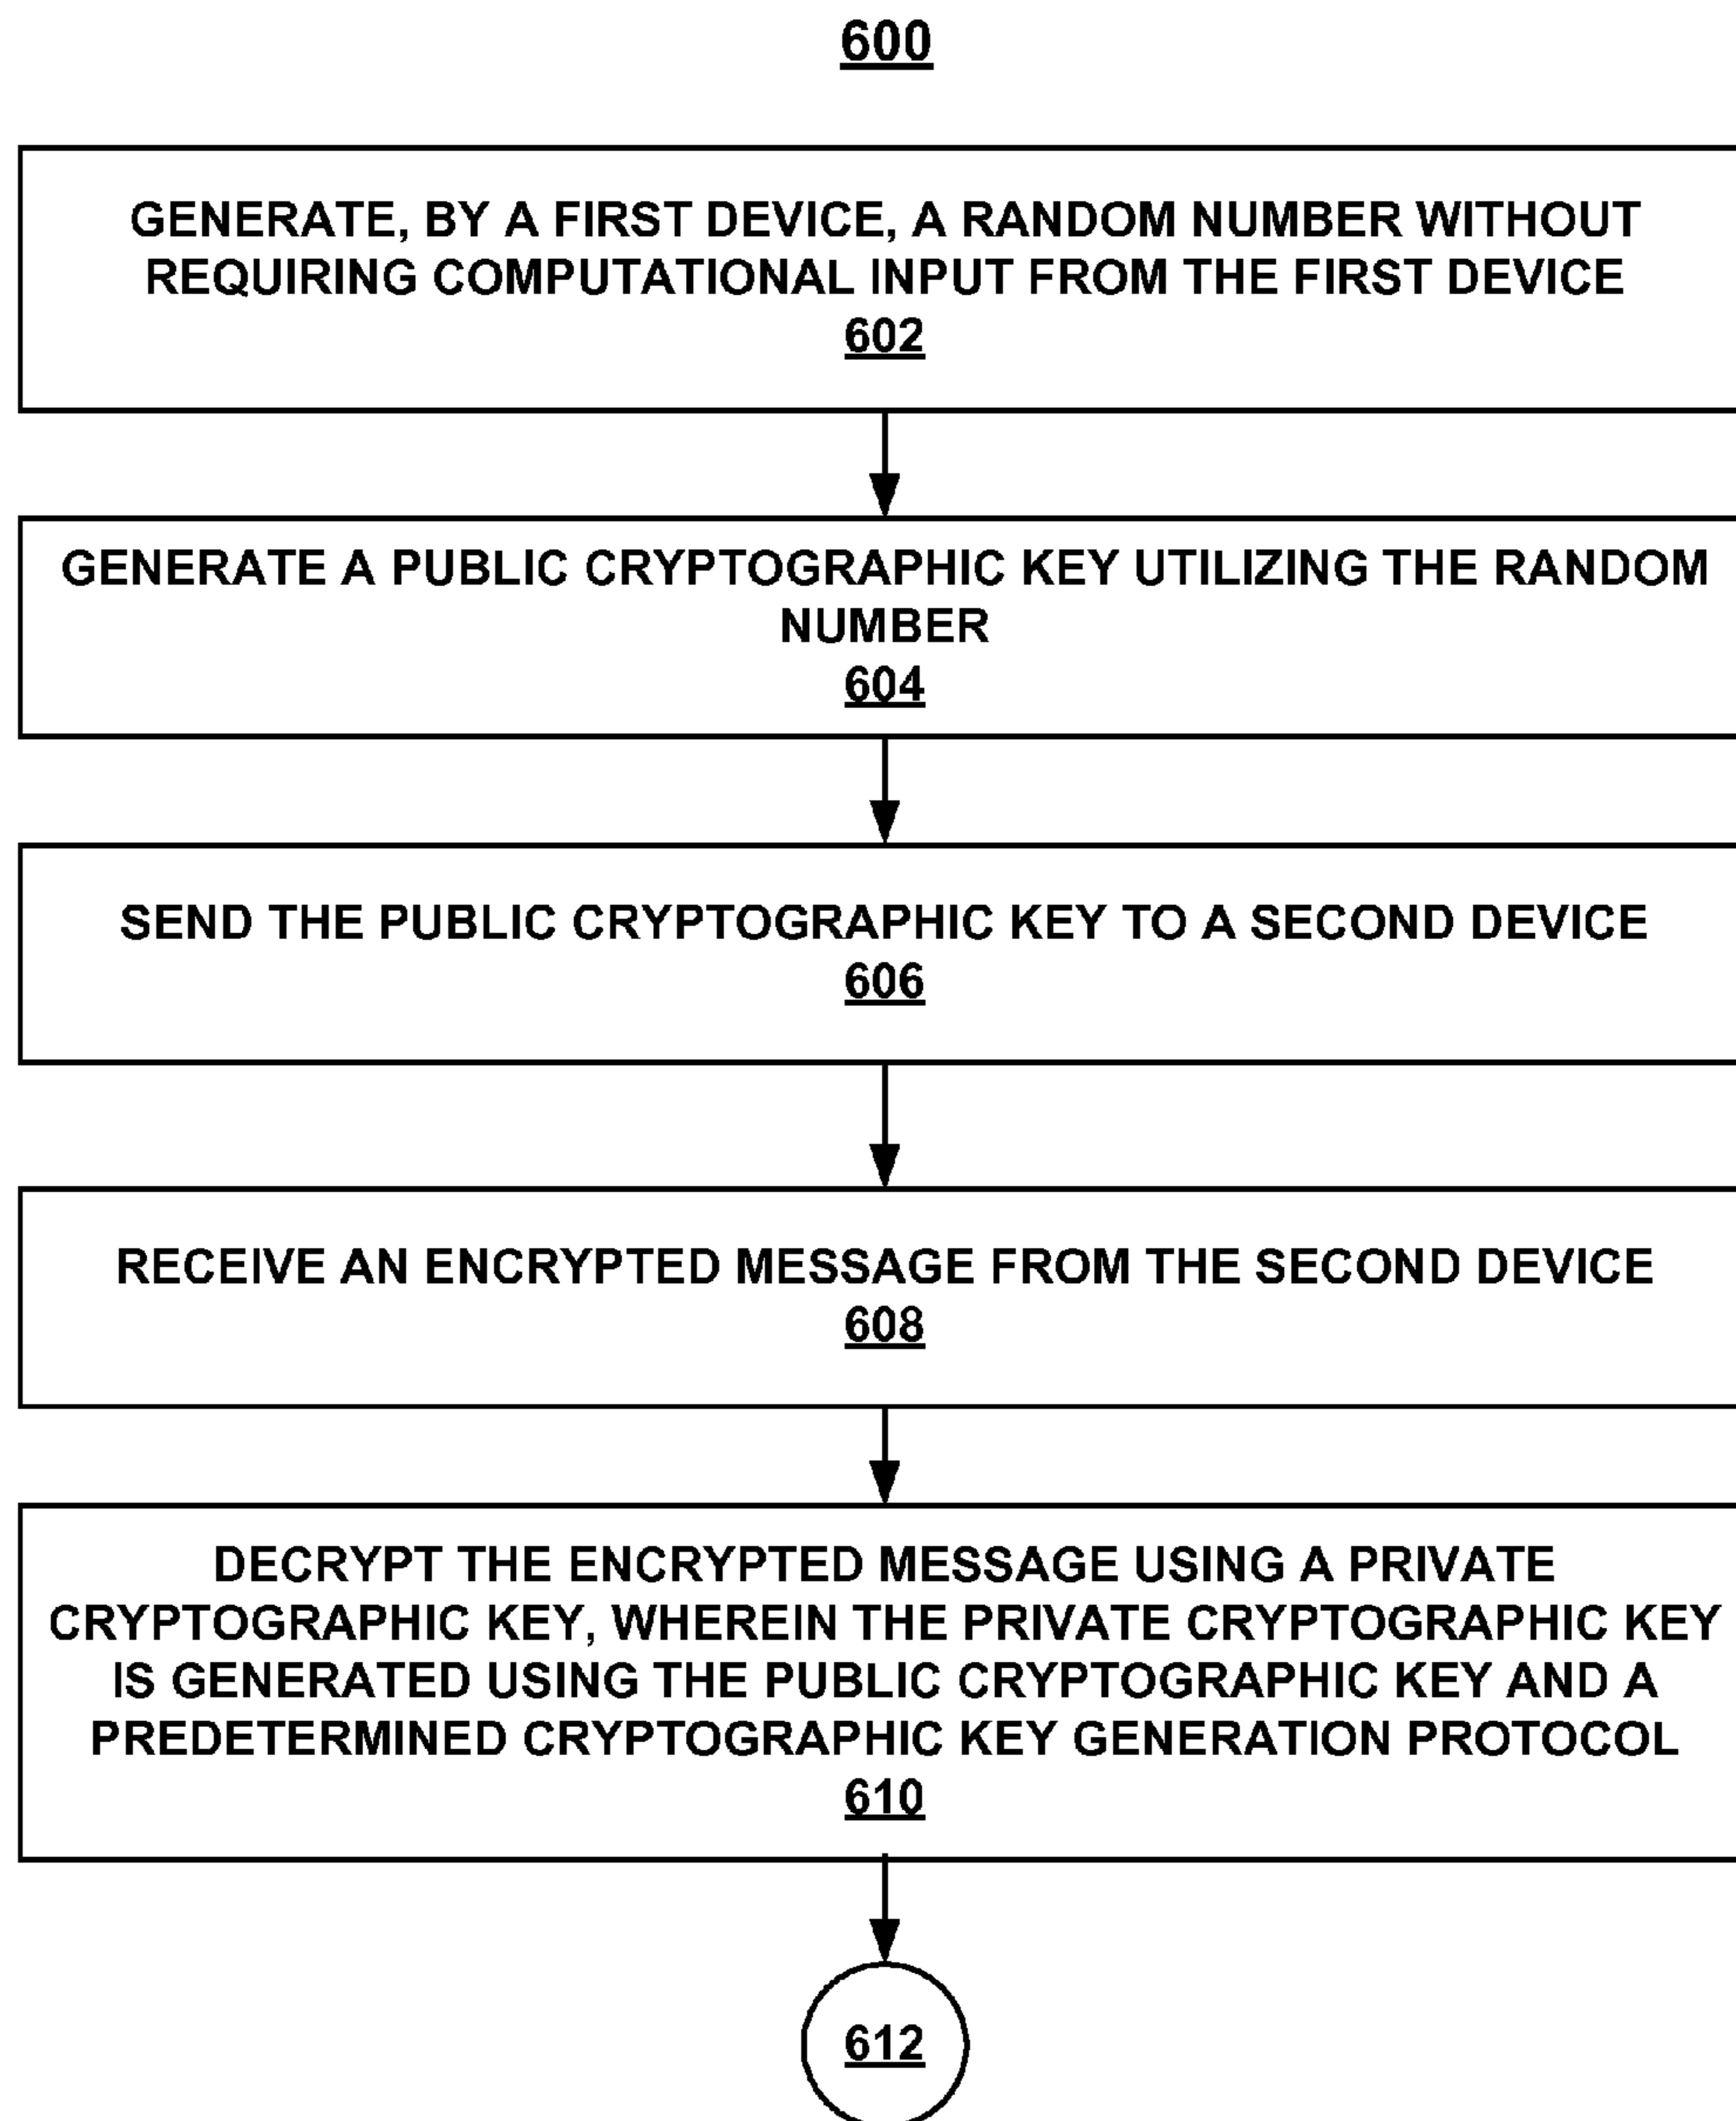 600
GENERATE, BY A FIRST DEVICE, A RANDOM NUMBER WITHOUT
REQUIRING COMPUTATIONAL INPUT FROM THE FIRST DEVICE
602
GENERATE A PUBLIC CRYPTOGRAPHIC KEY UTILIZING THE RANDOM
NUMBER
604
SEND THE PUBLIC CRYPTOGRAPHIC KEY TO A SECOND DEVICE
606
RECEIVE AN ENCRYPTED MESSAGE FROM THE SECOND DEVICE
608
DECRYPT THE ENCRYPTED MESSAGE USING A PRIVATE
CRYPTOGRAPHIC KEY, WHEREIN THE PRIVATE CRYPTOGRAPHIC KEY
IS GENERATED USING THE PUBLIC CRYPTOGRAPHIC KEY AND A
PREDETERMINED CRYPTOGRAPHIC KEY GENERATION PROTOCOL
610
612